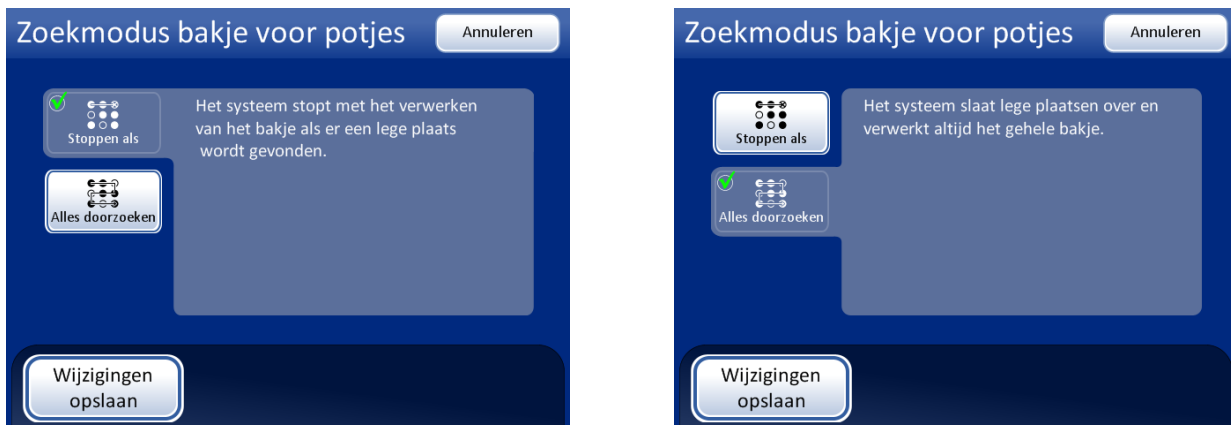 Zoekmodus bakje voor potjes
Annuleren
Stoppen als
Het systeem stopt met het verwerken
van het bakje als er een lege plaats
wordt gevonden.
Alles doorzoeken
Wijzigingen
opslaan
Zoekmodus bakje voor potjes
Annuleren
Stoppen als
Het systeem slaat lege plaatsen over en
verwerkt altijd het gehele bakje.
Alles doorzoeken
Wijzigingen
opslaan